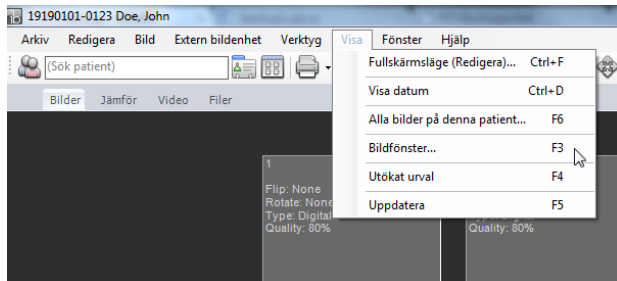 19190101-0123 Doe, John
Arkiv Redigera Bild Extern bildenhet Verktyg Visa Fönster Hjälp
(Sök patient)
Fullskärmsläge (Redigera)... Ctrl+F
Visa datum Ctrl+D
Alla bilder på denna patient... F6
Bildfönster... F3
Utökat urval F4
Uppdatera F5
Bilder Jämför Video Filer
1
Flip: None
Rotate: None
Type: Digital
Quality: 80%
Quality: 80%